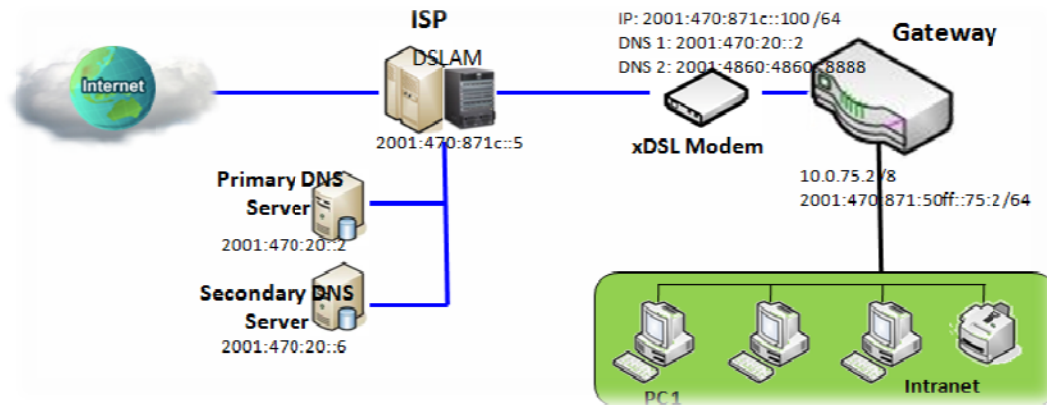 ISP
DSLAM
Internet
2001:470:871c::5
IP: 2001:470:871c::100 /64
DNS 1: 2001:470:20::2
DNS 2: 2001:4860:4860::8888
Gateway
xDSL Modem
10.0.75.2 /8
2001:470:871:50ff::75:2/64
Primary DNS
Server
2001:470:20::2
Secondary DNS
Server
2001:470:20::6
PC1
Intranet